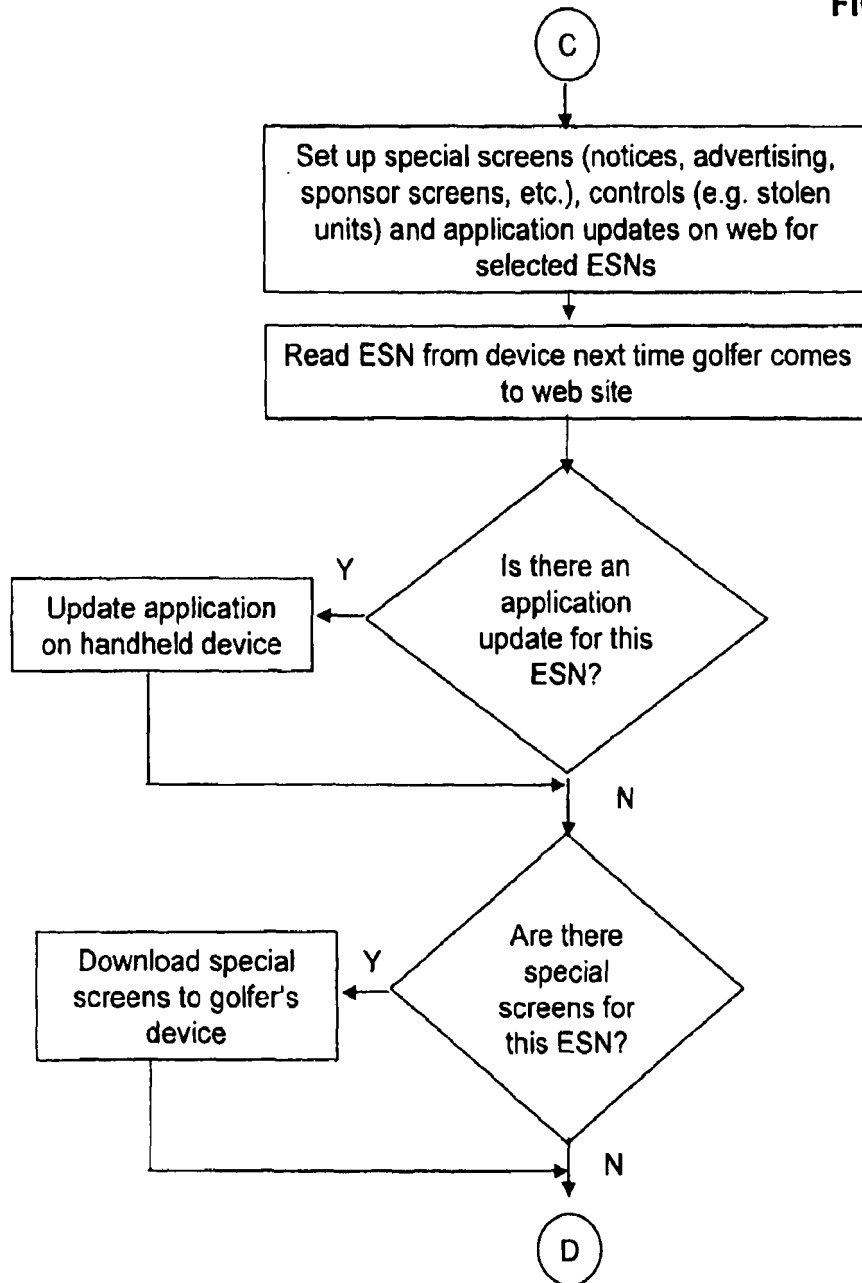 C
Set up special screens (notices, advertising,
sponsor screens, etc.), controls (e.g. stolen
units) and application updates on web for
selected ESNs
Read ESN from device next time golfer comes
to web site
Is there an
application
update for this
ESN?
Y
Update application
on handheld device
N
Are there
special
screens for
this ESN?
Y
Download special
screens to golfer's
device
N
D